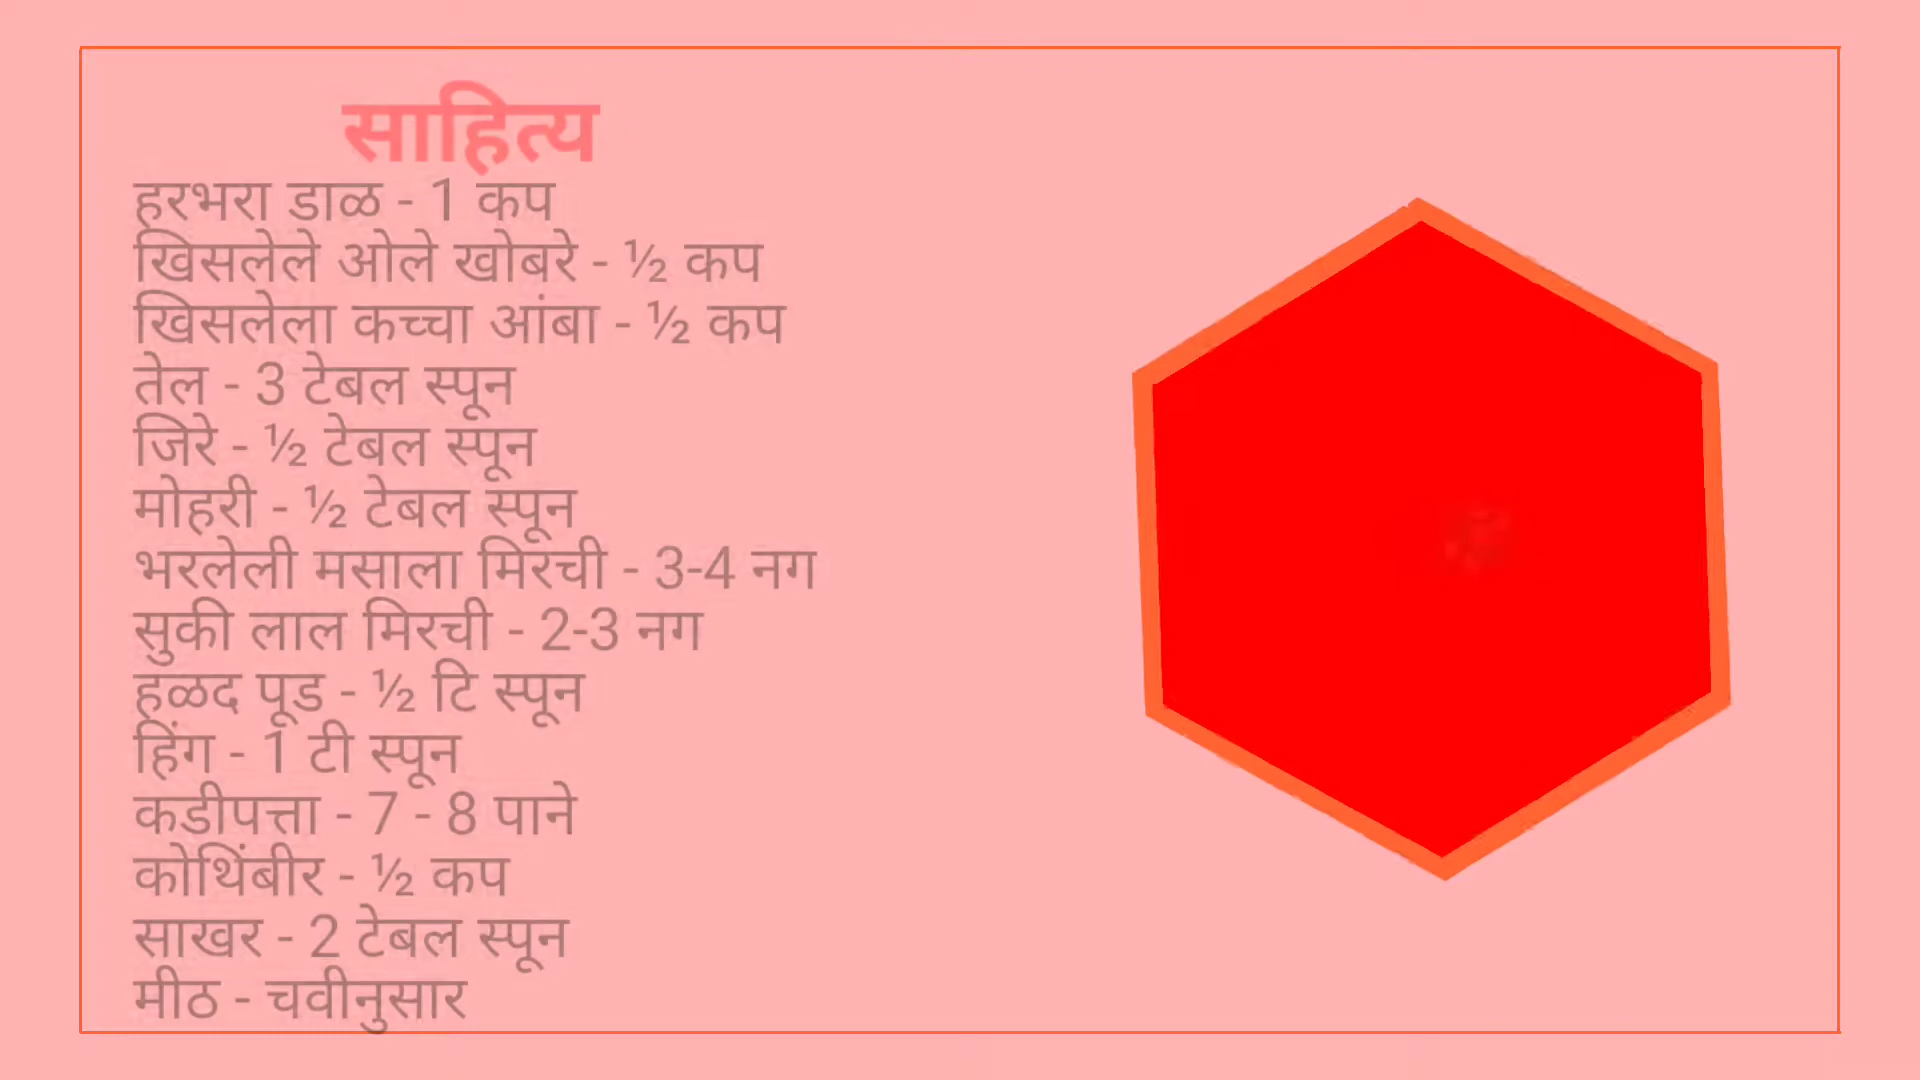 साहित्य
हरभरा डाळ - 1 कप
खिसलेले ओले खोबरे - ½ कप
खिसलेला कच्चा आंबा - ½ कप
तेल - 3 टेबल स्पून
जिरे - ½ टेबल स्पून
मोहरी - ½ टेबल स्पून
भरलेली मसाला मिरची - 3-4 नग
सुकी लाल मिरची - 2-3 नग
हळद पूड - ½ टि स्पून
हिंग - 1 टी स्पून
कडीपत्ता - 7 - 8 पाने
कोथिंबीर - ½ कप
साखर - 2 टेबल स्पून
मीठ - चवीनुसार